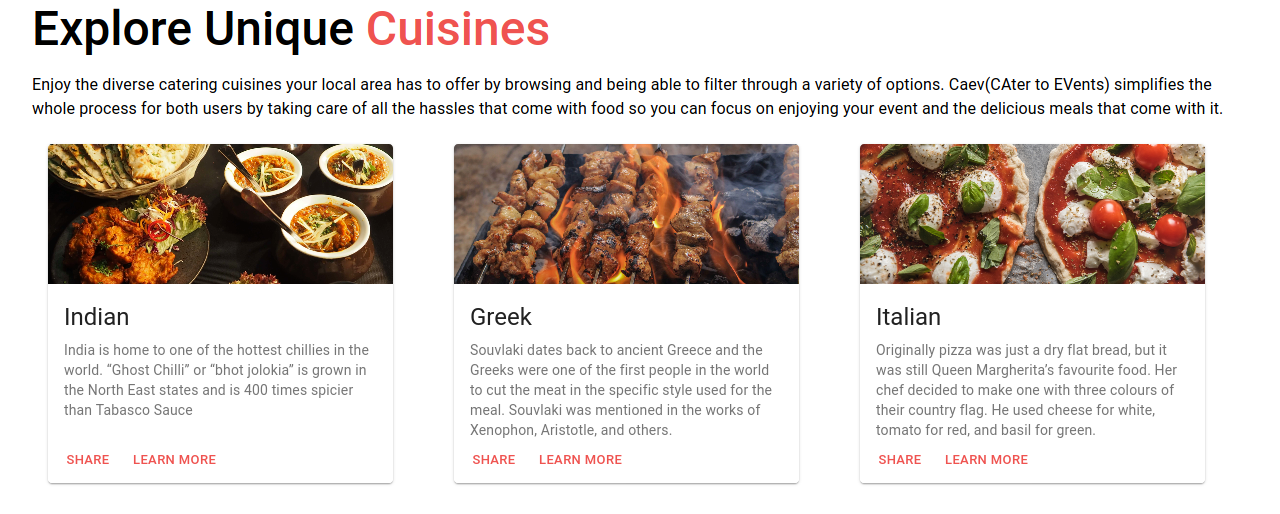 Explore Unique Cuisines
Enjoy the diverse catering cuisines your local area has to offer by browsing and being able to filter through a variety of options. Caev(CAter to EVents) simplifies the
whole process for both users by taking care of all the hassles that come with food so you can focus on enjoying your event and the delicious meals that come with it.
Indian
India is home to one of the hottest chillies in the
world. “Ghost Chilli” or “bhot jolokia” is grown in
the North East states and is 400 times spicier
than Tabasco Sauce
SHARE LEARN MORE
Greek
Souvlaki dates back to ancient Greece and the
Greeks were one of the first people in the world
to cut the meat in the specific style used for the
meal. Souvlaki was mentioned in the works of
Xenophon, Aristotle, and others.
SHARE LEARN MORE
Italian
Originally pizza was just a dry flat bread, but it
was still Queen Margherita’s favourite food. Her
chef decided to make one with three colours of
their country flag. He used cheese for white,
tomato for red, and basil for green.
SHARE LEARN MORE